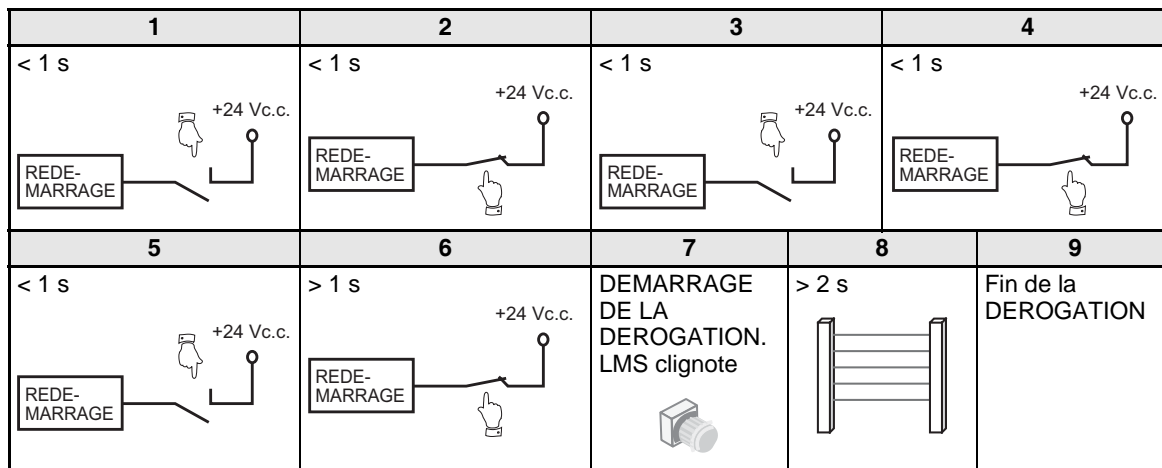 1
2
3
4
< 1 s
+24 Vc.c.
REDE-
MARRAGE
< 1 s
+24 Vc.c.
REDE-
MARRAGE
< 1 s
+24 Vc.c.
REDE-
MARRAGE
< 1 s
+24 Vc.c.
REDE-
MARRAGE
5
6
7
8
9
< 1 s
+24 Vc.c.
REDE-
MARRAGE
> 1 s
+24 Vc.c.
REDE-
MARRAGE
DEMARRAGE
DE LA
DEROGATION.
LMS clignote
> 2 s
Fin de la
DEROGATION